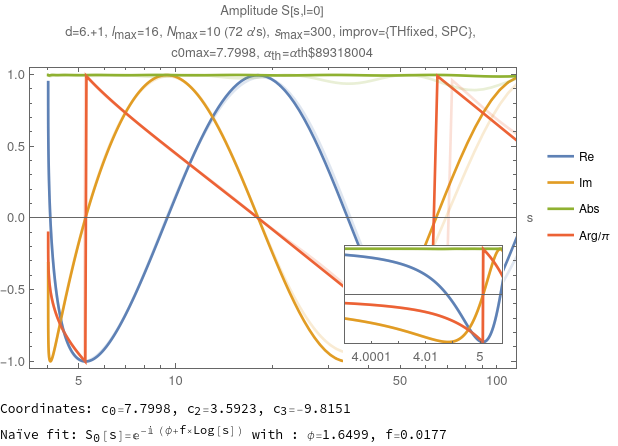 Amplitude S[s,l=0]
d=6.+1, lmax=16, Nmax=10 (72 α's), smax=300, improv={THfixed, SPC},
c0max=7.7998, αth=αth$89318004
1.0
0.5
0.0
−0.5
−1.0
5
10
50
100
s
4.0001
4.01
5
Re
Im
Abs
Arg/π
Coordinates: c0=7.7998, c2=3.5923, c3=-9.8151
Naïve fit: S0[s]=e^-i (ϕ+f×Log[s]) with : ϕ=1.6499, f=0.0177